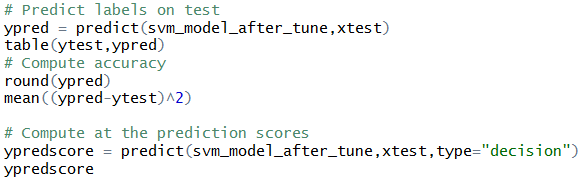 # Predict labels on test
ypred = predict(svm_model_after_tune,xtest)
table(ytest,ypred)
# Compute accuracy
round(ypred)
mean((ypred-ytest)^2)
# Compute at the prediction scores
ypredscore = predict(svm_model_after_tune,xtest,type="decision")
ypredscore